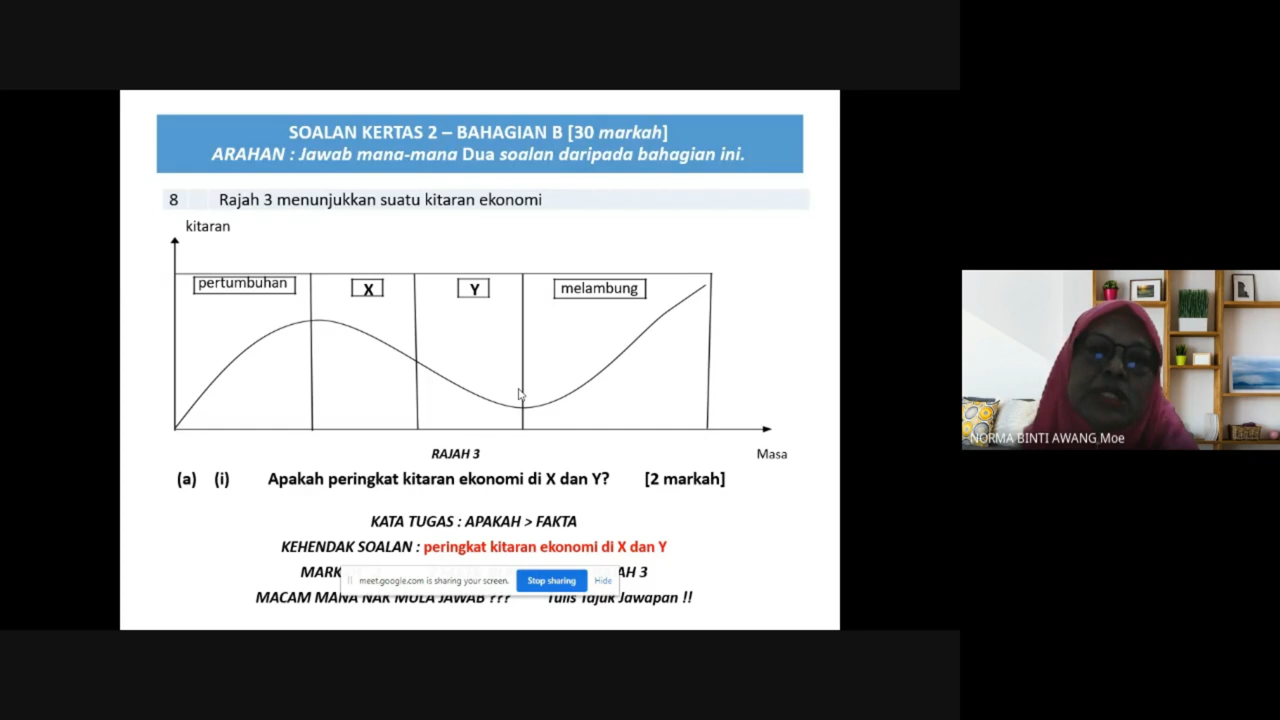 SOALAN KERTAS 2 – BAHAGIAN B [30 markah]
ARAHAN : Jawab mana-mana Dua soalan daripada bahagian ini.
8 Rajah 3 menunjukkan suatu kitaran ekonomi
kitaran
pertumbuhan
X
Y
melambung
RAJAH 3
Masa
(a) (i) Apakah peringkat kitaran ekonomi di X dan Y? [2 markah]
KATA TUGAS : APAKAH > FAKTA
KEHENDAK SOALAN : peringkat kitaran ekonomi di X dan Y
MARK
AH 3
meet.google.com is sharing your screen. Stop sharing Hide
MACAM MANA NAK MULA JAWAB ??? Tulis Tajuk Jawapan !!
NORMA BINTI AWANG Moe